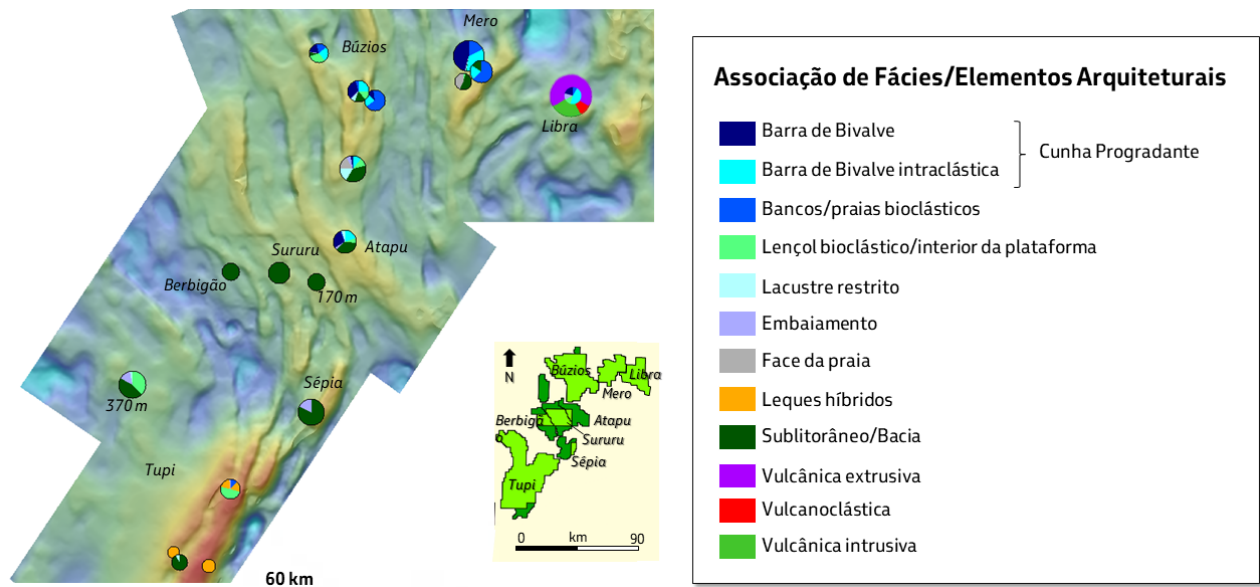 Mero
Búzios
Libra
Sururu
Atapu
Berbigão
170 m
Sépia
370 m
Tupi
60 km
N
Búzios
Libra
Mero
Berbigã
o
Atapu
Sururu
Sépia
Tupi
0 km 90
Associação de Fácies/Elementos Arquiteturais
Barra de Bivalve
Barra de Bivalve intraclástica
Cunha Progradante
Bancos/praias bioclásticos
Lençol bioclástico/interior da plataforma
Lacustre restrito
Embaiamento
Face da praia
Leques híbridos
Sublitorâneo/Bacia
Vulcânica extrusiva
Vulcanoclástica
Vulcânica intrusiva